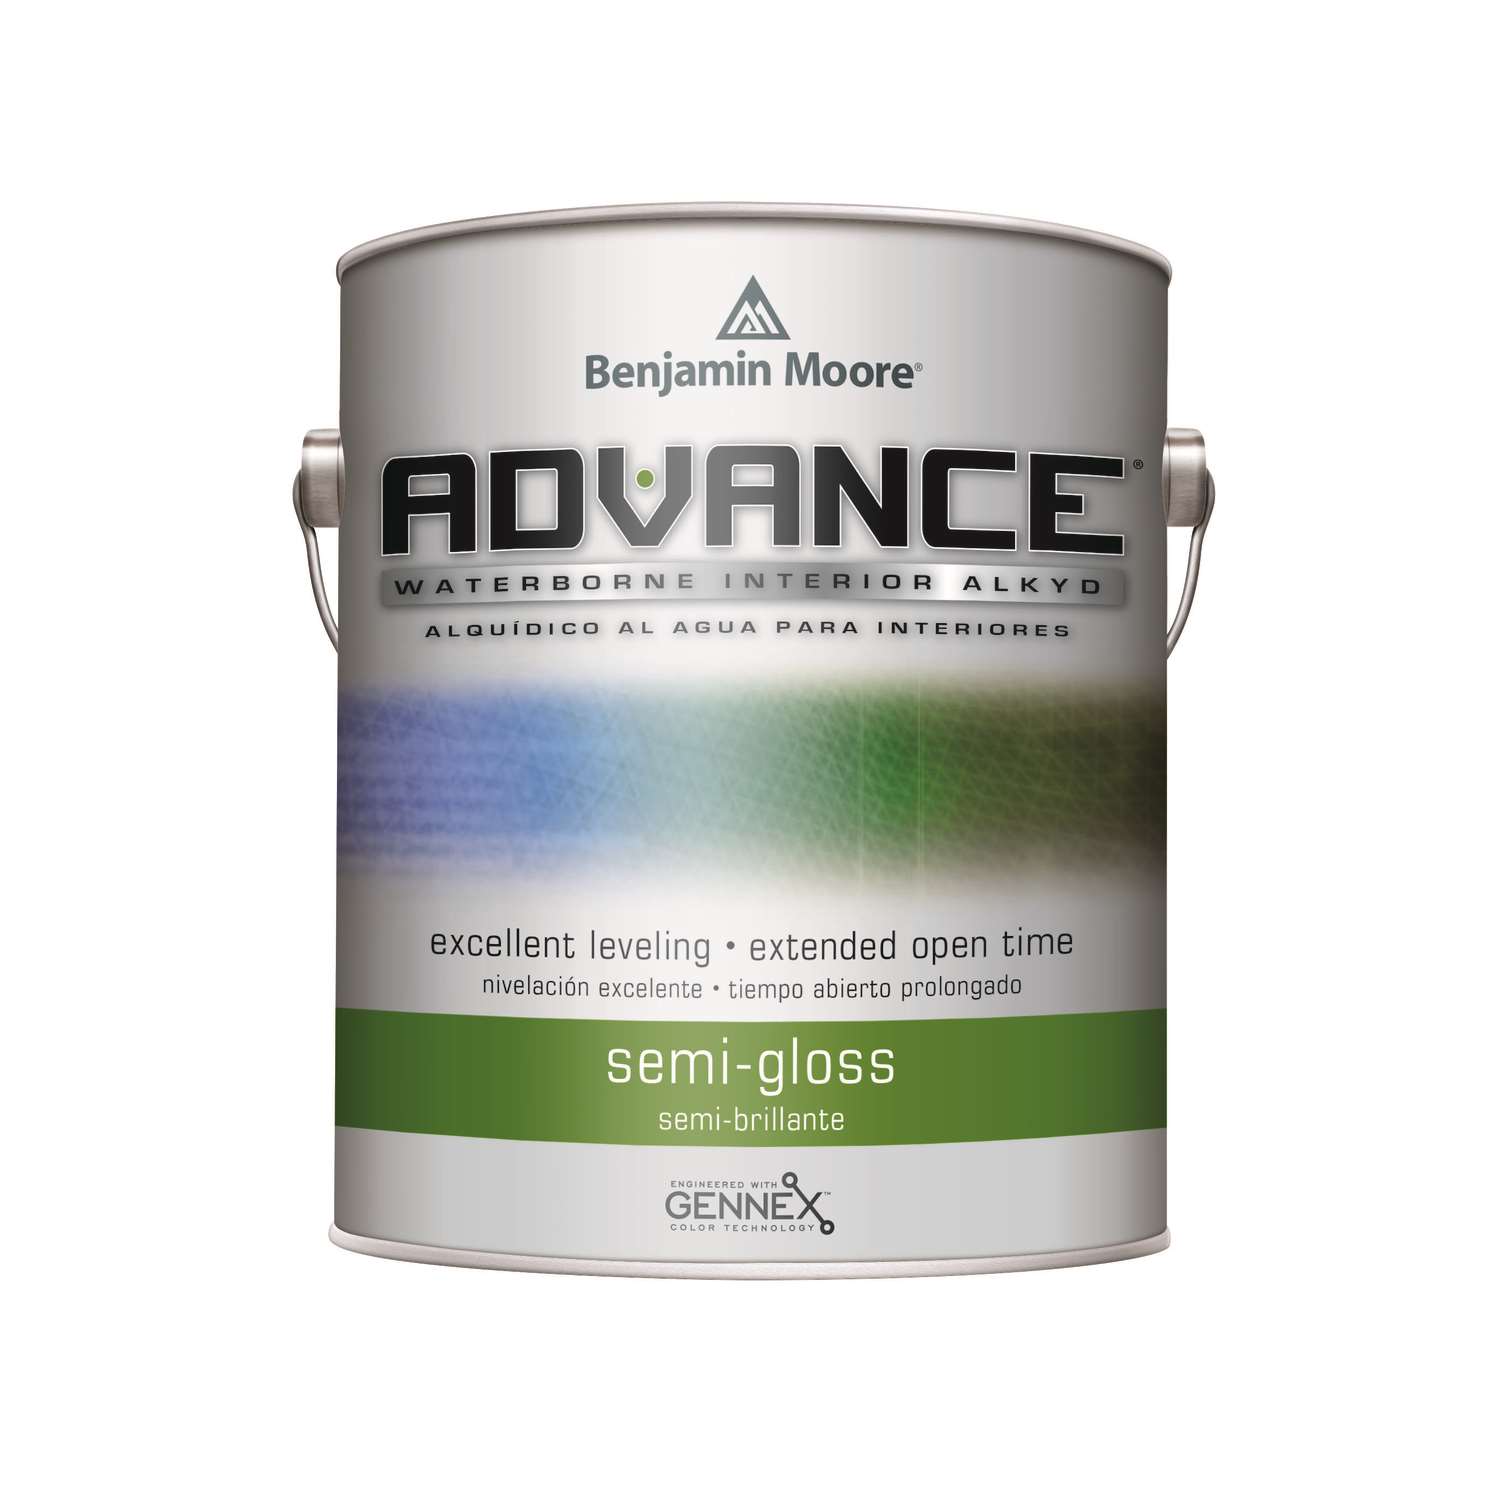 Benjamin Moore®
ADVANCE®
WATERBORNE INTERIOR ALKYD
ALQUÍDICO AL AGUA PARA INTERIORES
excellent leveling • extended open time
nivelación excelente • tiempo abierto prolongado
semi-gloss
semi-brillante
ENGINEERED WITH
GENNEX™
COLOR TECHNOLOGY